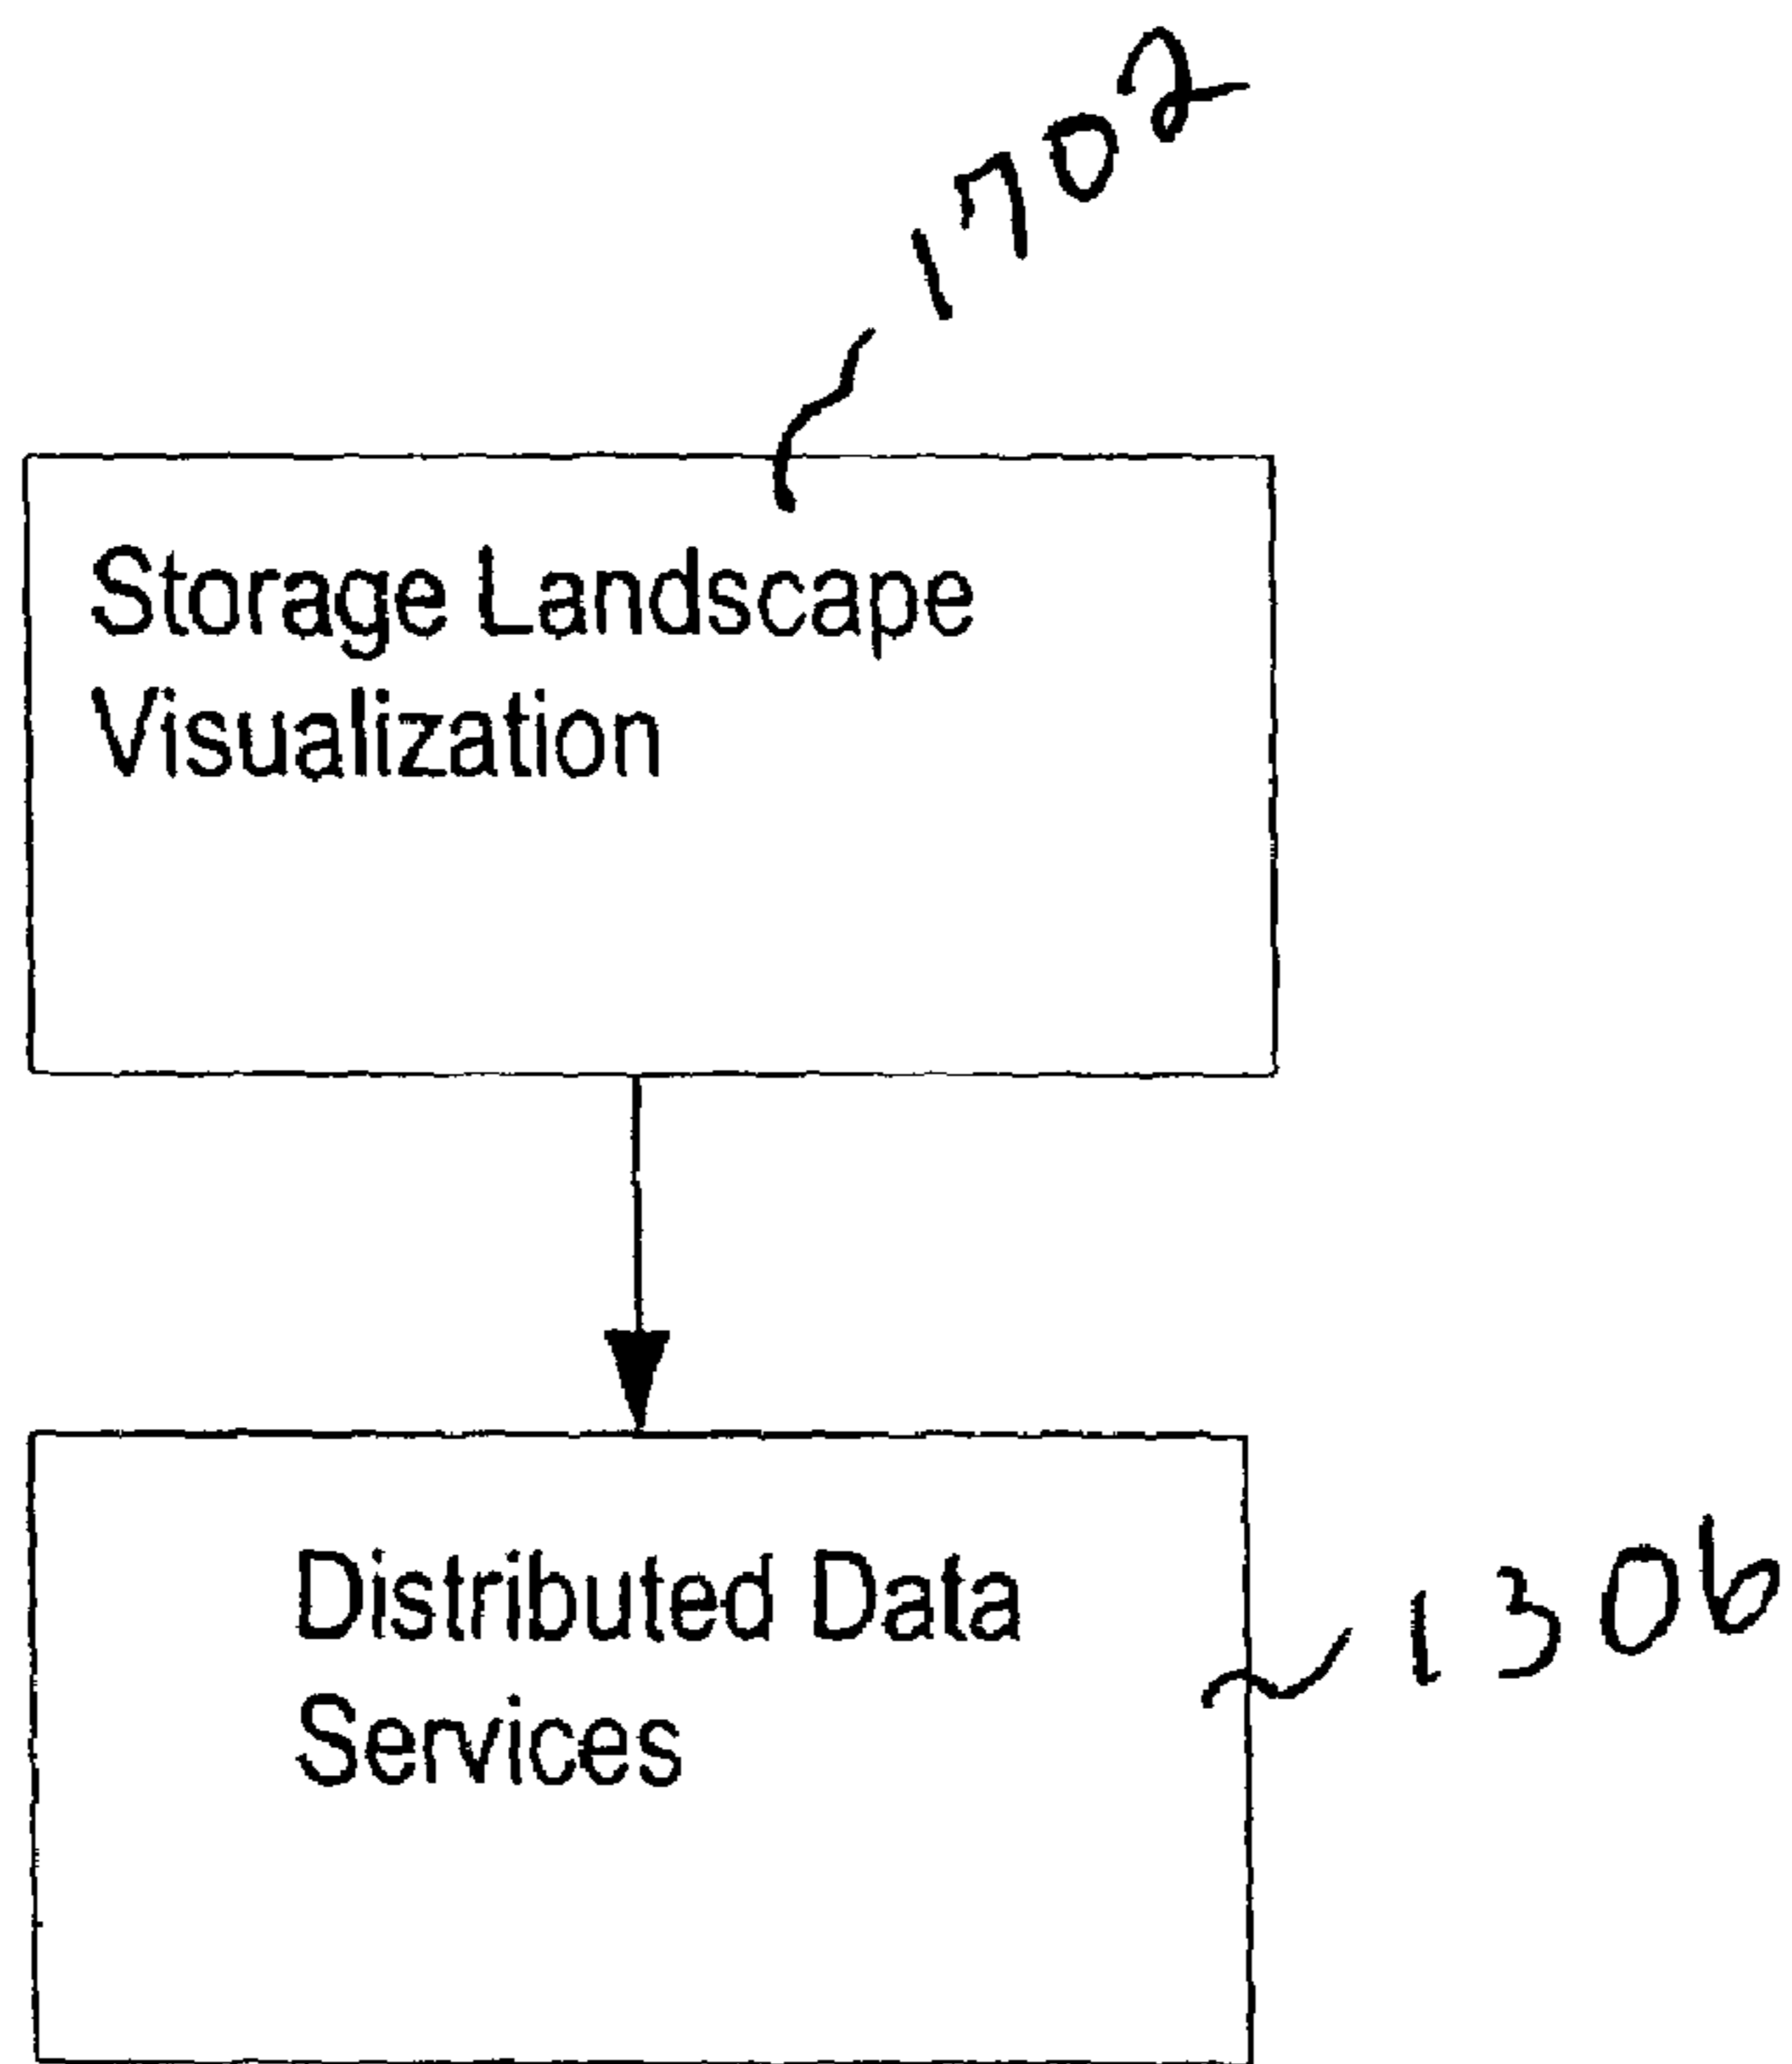 1702
Storage Landscape
Visualization
Distributed Data
Services
1306